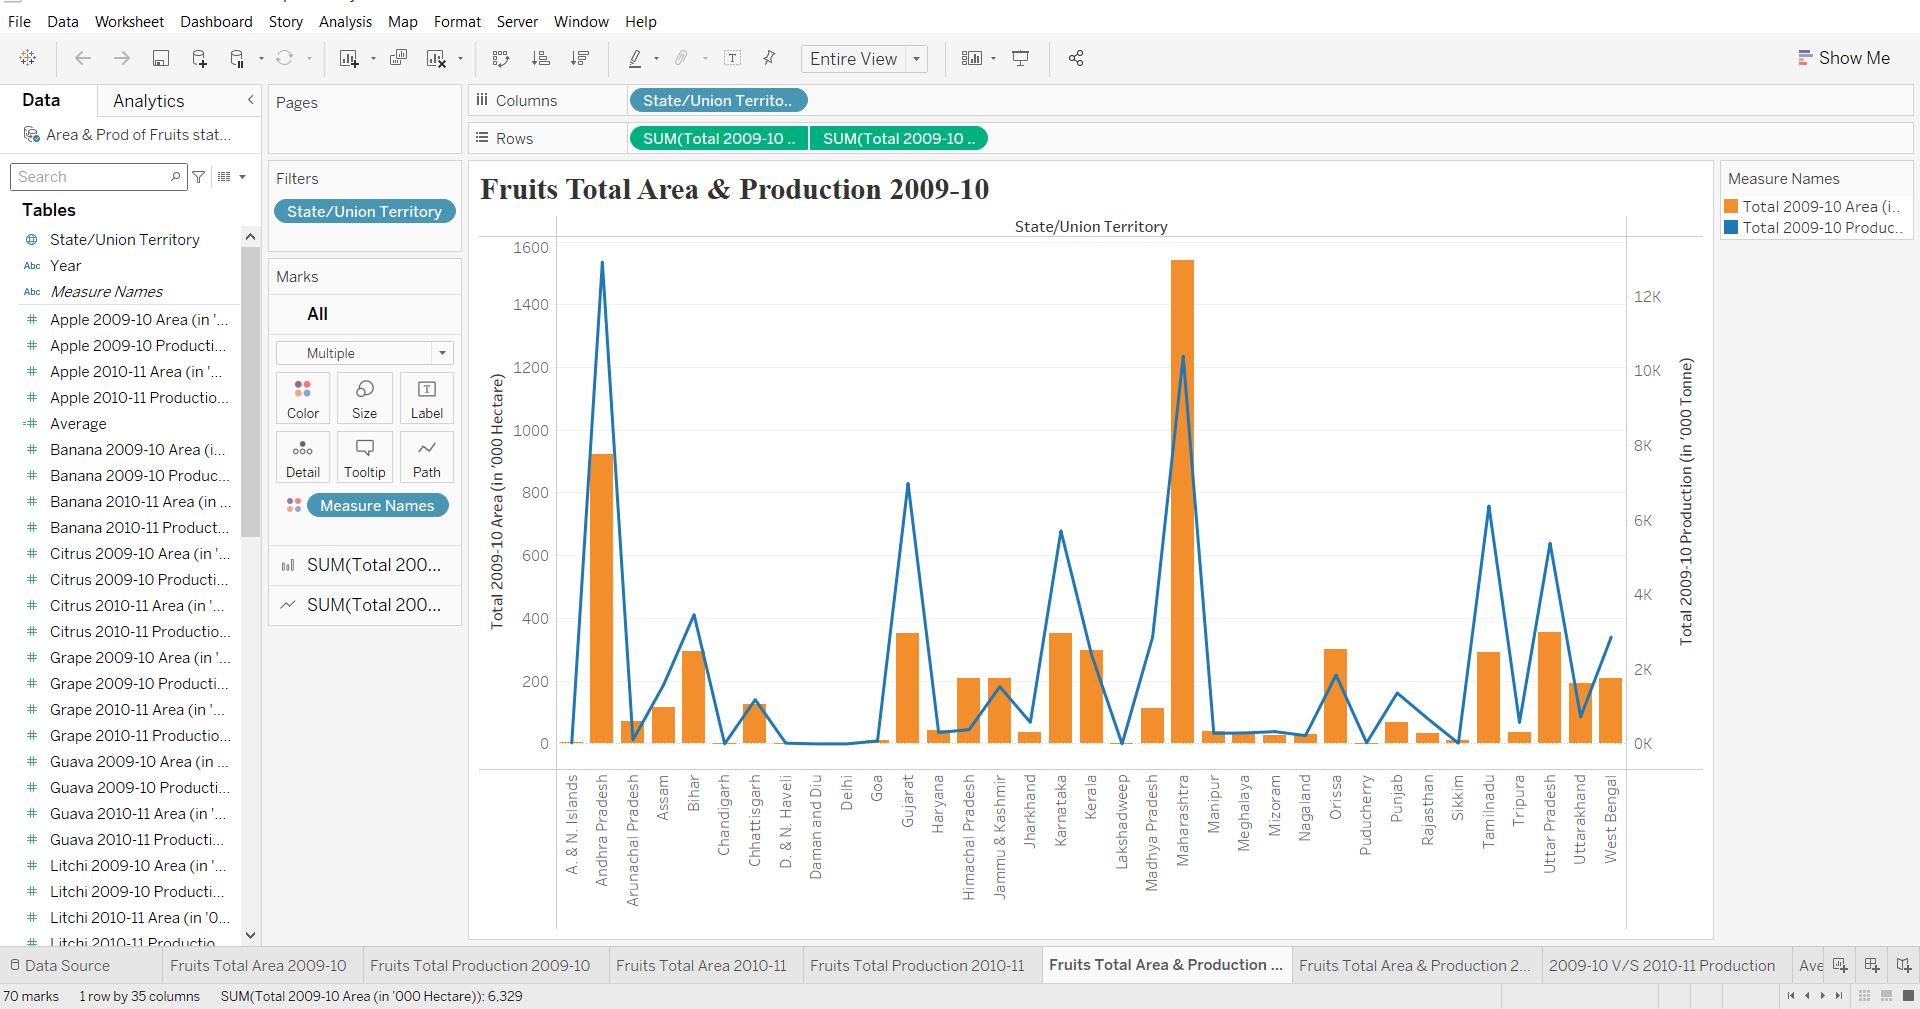 File Data Worksheet Dashboard Story Analysis Map Format Server Window Help
Entire View
Show Me
Data Analytics
Area & Prod of Fruits stat...
Search
Tables
State/Union Territory
Year
Measure Names
Apple 2009-10 Area (in '...
Apple 2009-10 Producti...
Apple 2010-11 Area (in '...
Apple 2010-11 Productio...
Average
Banana 2009-10 Area (i...
Banana 2009-10 Produc...
Banana 2010-11 Area (in ...
Banana 2010-11 Product...
Citrus 2009-10 Area (in '...
Citrus 2009-10 Producti...
Citrus 2010-11 Area (in '...
Citrus 2010-11 Productio...
Grape 2009-10 Area (in '...
Grape 2009-10 Producti...
Grape 2010-11 Area (in '...
Grape 2010-11 Productio...
Guava 2009-10 Area (in ...
Guava 2009-10 Producti...
Guava 2010-11 Area (in ...
Guava 2010-11 Producti...
Litchi 2009-10 Area (in '...
Litchi 2009-10 Producti...
Litchi 2010-11 Area (in '0...
Litchi 2010-11 Productio
Pages
Filters
State/Union Territory
Marks
All
Multiple
Color Size Label
Detail Tooltip Path
Measure Names
SUM(Total 200...
SUM(Total 200...
Columns State/Union Territo..
Rows SUM(Total 2009-10 .. SUM(Total 2009-10 ..
Fruits Total Area & Production 2009-10
State/Union Territory
Total 2009-10 Area (in '000 Hectare)
1600
1400
1200
1000
800
600
400
200
0
12K
10K
8K
6K
4K
2K
0K
Total 2009-10 Production (in '000 Tonne)
A. & N. Islands
Andhra Pradesh
Arunachal Pradesh
Assam
Bihar
Chandigarh
Chhattisgarh
D. & N. Haveli
Daman and Diu
Delhi
Goa
Gujarat
Haryana
Himachal Pradesh
Jammu & Kashmir
Jharkhand
Karnataka
Kerala
Lakshadweep
Madhya Pradesh
Maharashtra
Manipur
Meghalaya
Mizoram
Nagaland
Orissa
Puducherry
Punjab
Rajasthan
Sikkim
Tamilnadu
Tripura
Uttar Pradesh
Uttarakhand
West Bengal
Measure Names
Total 2009-10 Area (i..
Total 2009-10 Produc..
Data Source Fruits Total Area 2009-10 Fruits Total Production 2009-10 Fruits Total Area 2010-11 Fruits Total Production 2010-11 Fruits Total Area & Production ... Fruits Total Area & Production 2... 2009-10 V/S 2010-11 Production Ave
70 marks 1 row by 35 columns SUM(Total 2009-10 Area (in '000 Hectare)): 6,329